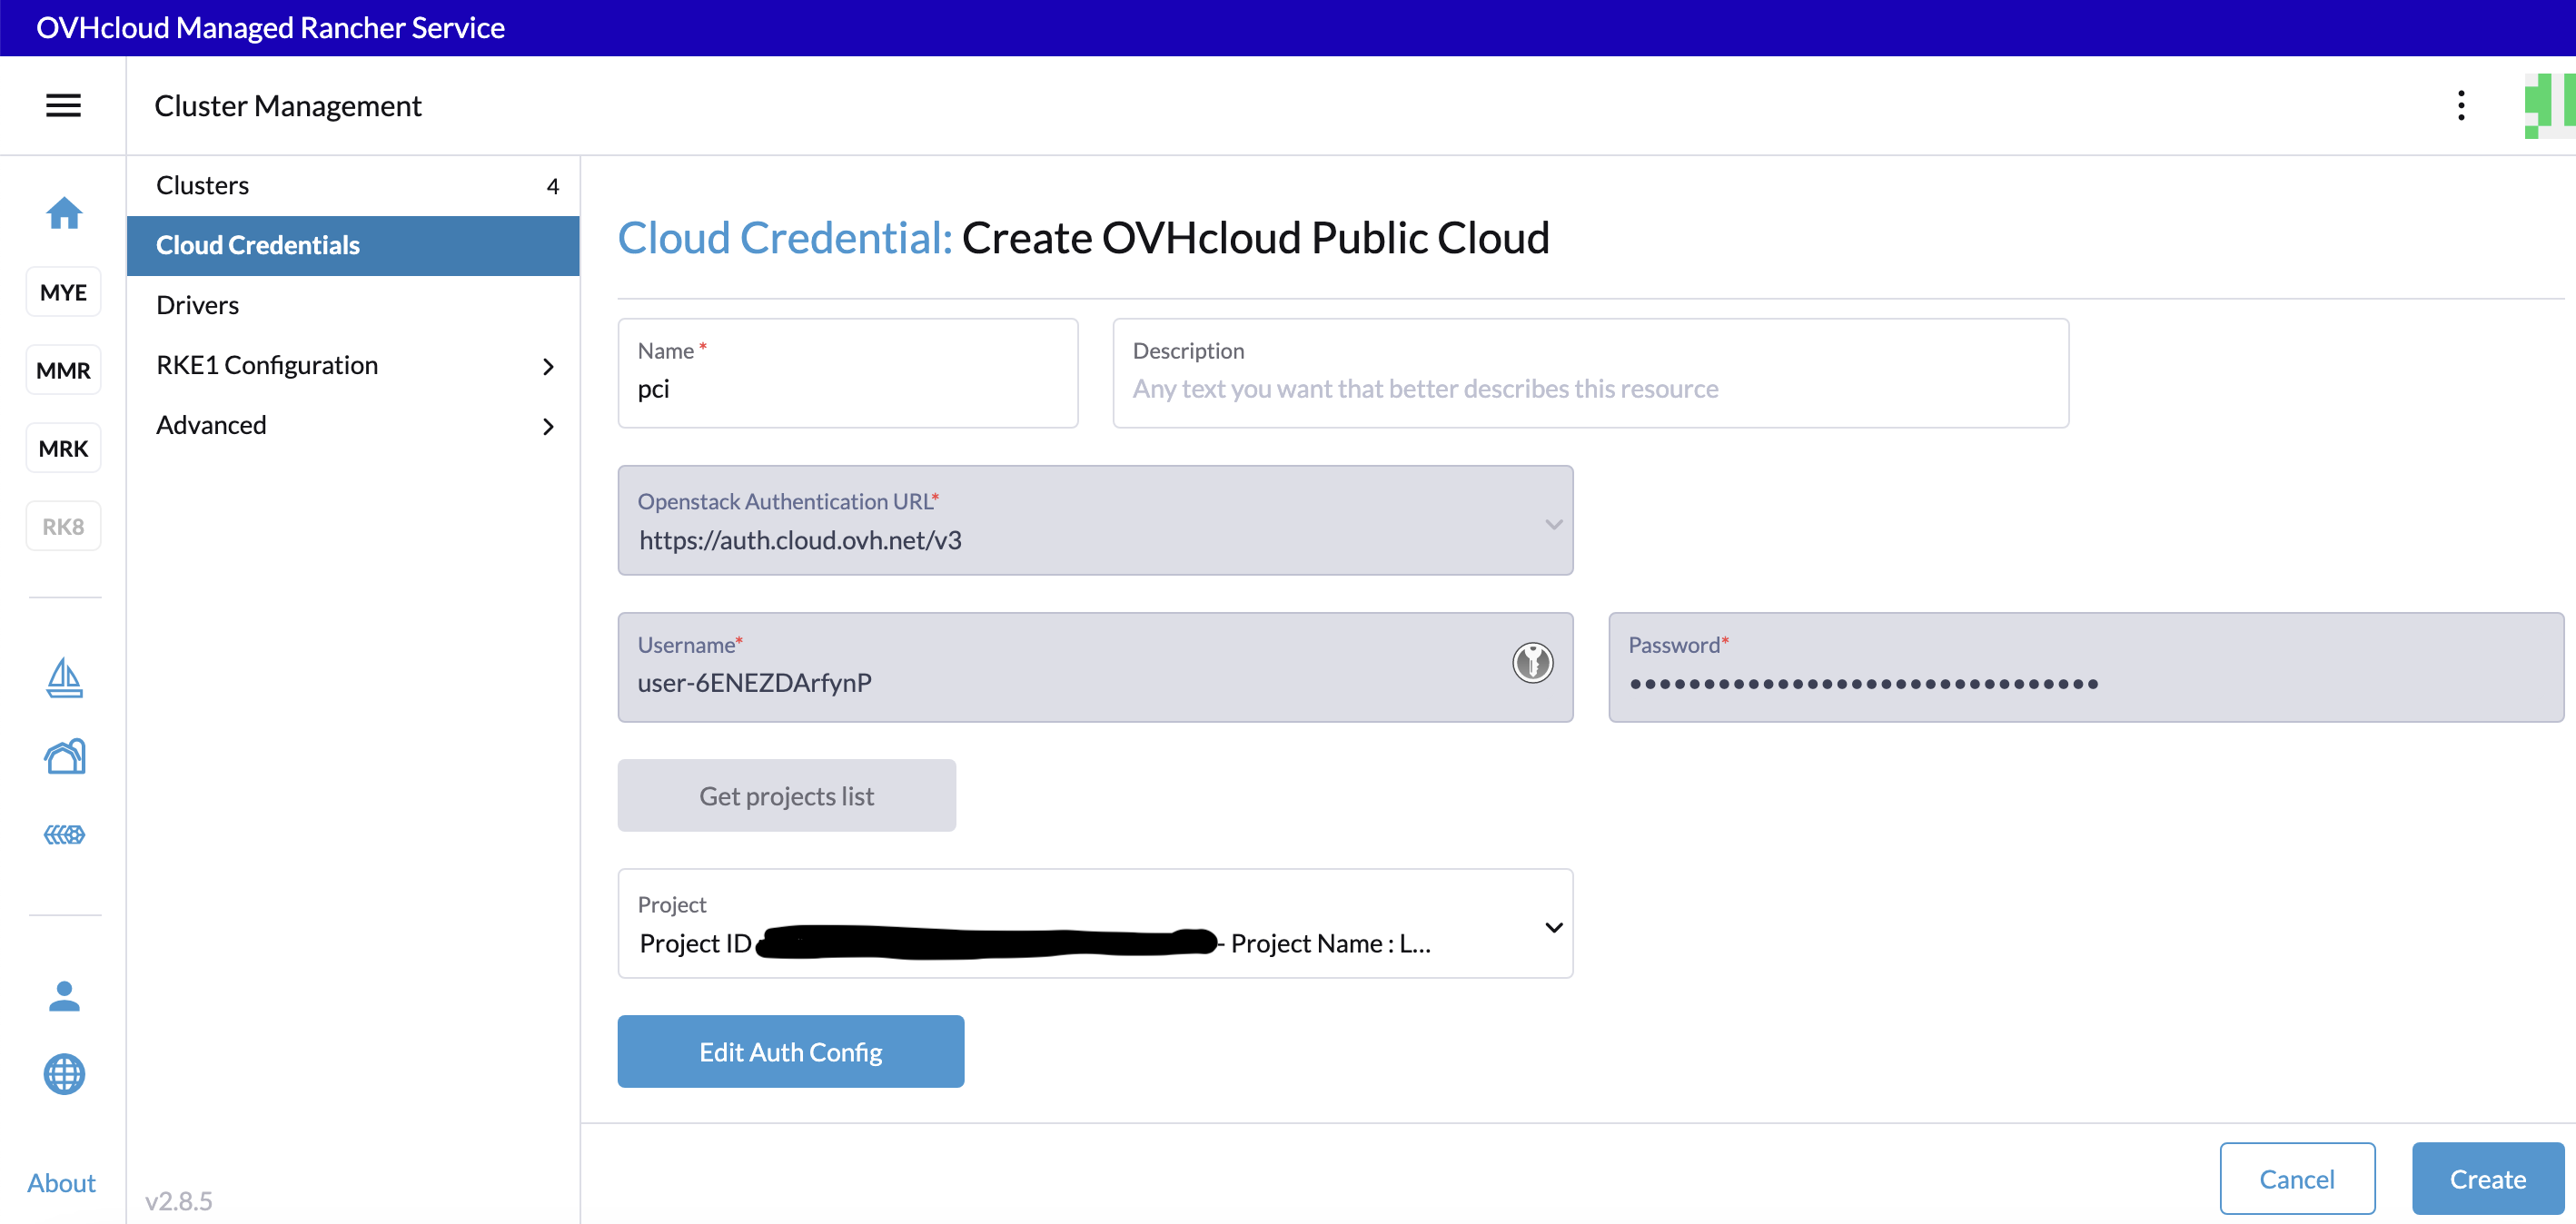 OVHcloud Managed Rancher Service
Cluster Management
MYE
MMR
MRK
RK8
About
Clusters 4
Cloud Credentials
Drivers
RKE1 Configuration
Advanced
v2.8.5
Cloud Credential: Create OVHcloud Public Cloud
Name *
pci
Description
Any text you want that better describes this resource
Openstack Authentication URL*
https://auth.cloud.ovh.net/v3
Username*
user-6ENEZDArfynP
Password*
••••••••••••••••••••••••••••••••
Get projects list
Project
Project ID - Project Name : L...
Edit Auth Config
Cancel
Create